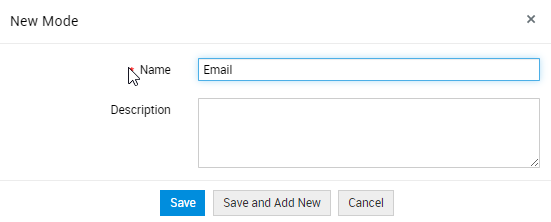 New Mode ×
* Name Email
Description
Save Save and Add New Cancel